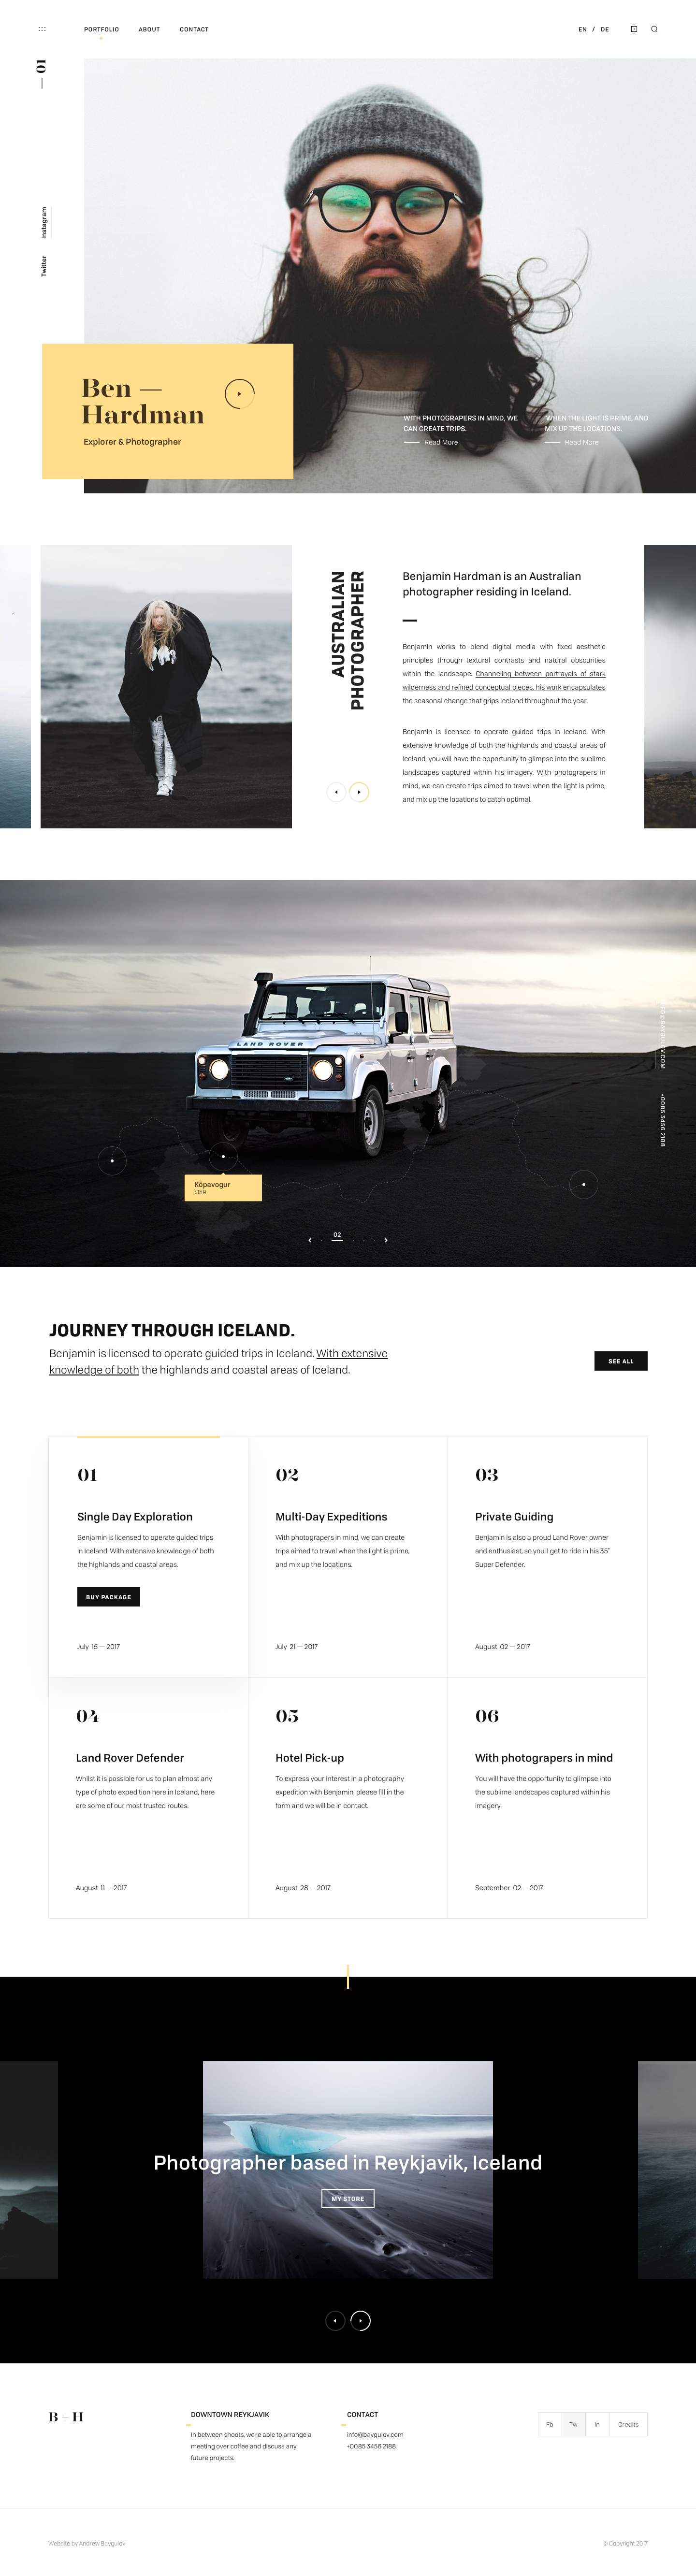 PORTFOLIO ABOUT CONTACT
EN / DE
01 —
Instagram
Twitter
Ben —
Hardman
Explorer & Photographer
WITH PHOTOGRAPERS IN MIND, WE
CAN CREATE TRIPS.
Read More
WHEN THE LIGHT IS PRIME, AND
MIX UP THE LOCATIONS.
Read More
AUSTRALIAN
PHOTOGRAPHER
Benjamin Hardman is an Australian
photographer residing in Iceland.
Benjamin works to blend digital media with fixed aesthetic
principles through textural contrasts and natural obscurities
within the landscape. Channeling between portrayals of stark
wilderness and refined conceptual pieces, his work encapsulates
the seasonal change that grips Iceland throughout the year.
Benjamin is licensed to operate guided trips in Iceland. With
extensive knowledge of both the highlands and coastal areas of
Iceland, you will have the opportunity to glimpse into the sublime
landscapes captured within his imagery. With photograpers in
mind, we can create trips aimed to travel when the light is prime,
and mix up the locations to catch optimal.
LAND ROVER
+0085 3456 2188
Kópavogur
$159
02
JOURNEY THROUGH ICELAND.
Benjamin is licensed to operate guided trips in Iceland. With extensive
knowledge of both the highlands and coastal areas of Iceland.
SEE ALL
01
Single Day Exploration
Benjamin is licensed to operate guided trips
in Iceland. With extensive knowledge of both
the highlands and coastal areas.
BUY PACKAGE
July 15 — 2017
02
Multi-Day Expeditions
With photograpers in mind, we can create
trips aimed to travel when the light is prime,
and mix up the locations.
July 21 — 2017
03
Private Guiding
Benjamin is also a proud Land Rover owner
and enthusiast, so you'll get to ride in his 35"
Super Defender.
August 02 — 2017
04
Land Rover Defender
Whilst it is possible for us to plan almost any
type of photo expedition here in Iceland, here
are some of our most trusted routes.
August 11 — 2017
05
Hotel Pick-up
To express your interest in a photography
expedition with Benjamin, please fill in the
form and we will be in contact.
August 28 — 2017
06
With photograpers in mind
You will have the opportunity to glimpse into
the sublime landscapes captured within his
imagery.
September 02 — 2017
Photographer based in Reykjavik, Iceland
MY STORE
B + H
DOWNTOWN REYKJAVIK
In between shoots, we're able to arrange a
meeting over coffee and discuss any
future projects.
CONTACT
info@baygulov.com
+0085 3456 2188
Fb Tw In Credits
Website by Andrew Baygulov
© Copyright 2017